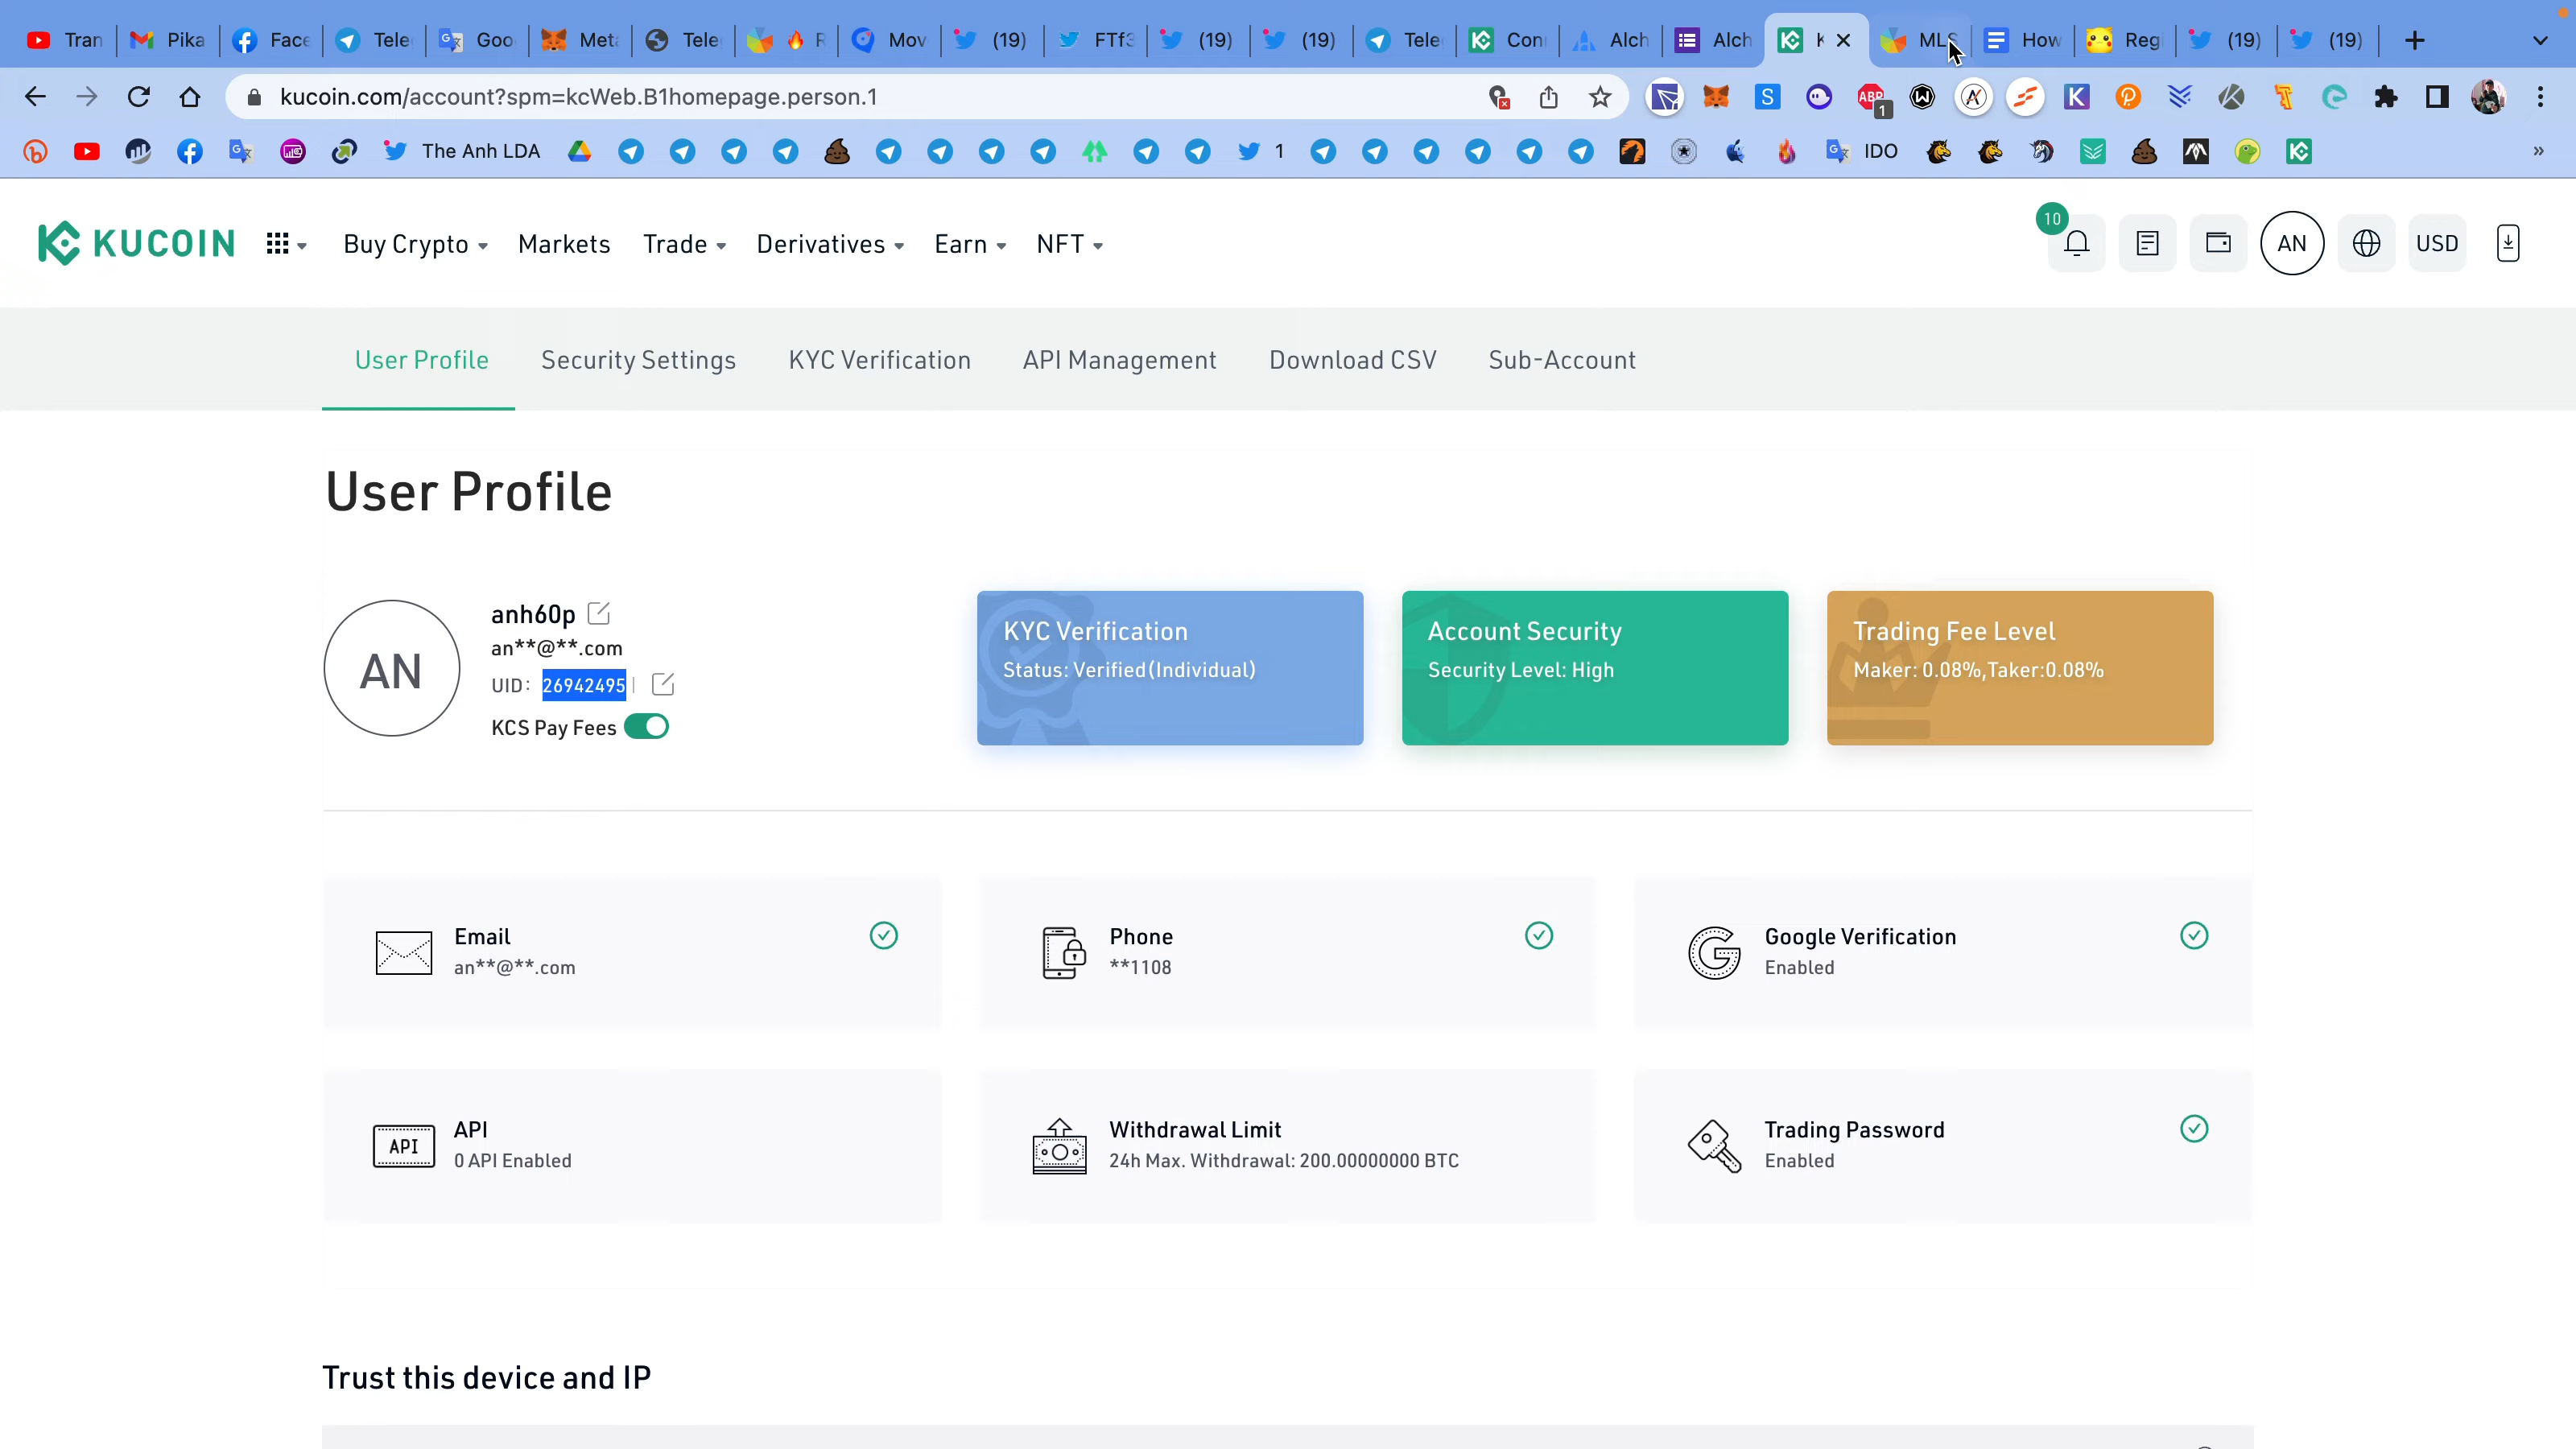 Tran Pika Face Tele Goo Meta Tele R Mov (19) FTf3 (19) (19) Tele Con Alch Alch K MLS How Regi (19) (19)
kucoin.com/account?spm=kcWeb.B1homepage.person.1 S ABP 1 K
The Anh LDA 1 IDO »
KUCOIN Buy Crypto Markets Trade Derivatives Earn NFT 10 AN USD
User Profile Security Settings KYC Verification API Management Download CSV Sub-Account
User Profile
AN
anh60p
an**@**.com
UID: 26942495
KCS Pay Fees
KYC Verification
Status: Verified(Individual)
Account Security
Security Level: High
Trading Fee Level
Maker: 0.08%,Taker:0.08%
Email
an**@**.com
Phone
**1108
Google Verification
Enabled
API
API
0 API Enabled
Withdrawal Limit
24h Max. Withdrawal: 200.00000000 BTC
Trading Password
Enabled
Trust this device and IP